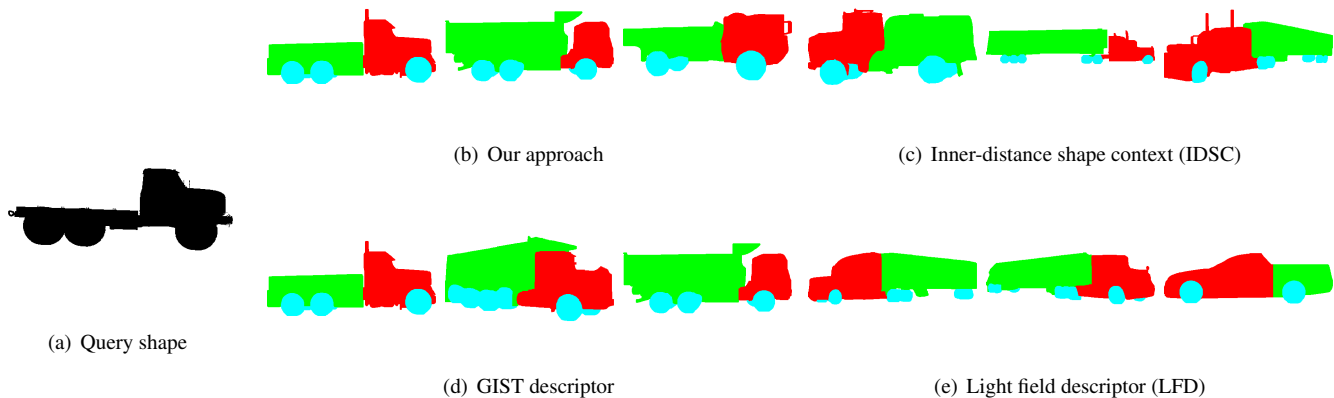 (b) Our approach
(c) Inner-distance shape context (IDSC)
(a) Query shape
(d) GIST descriptor
(e) Light field descriptor (LFD)